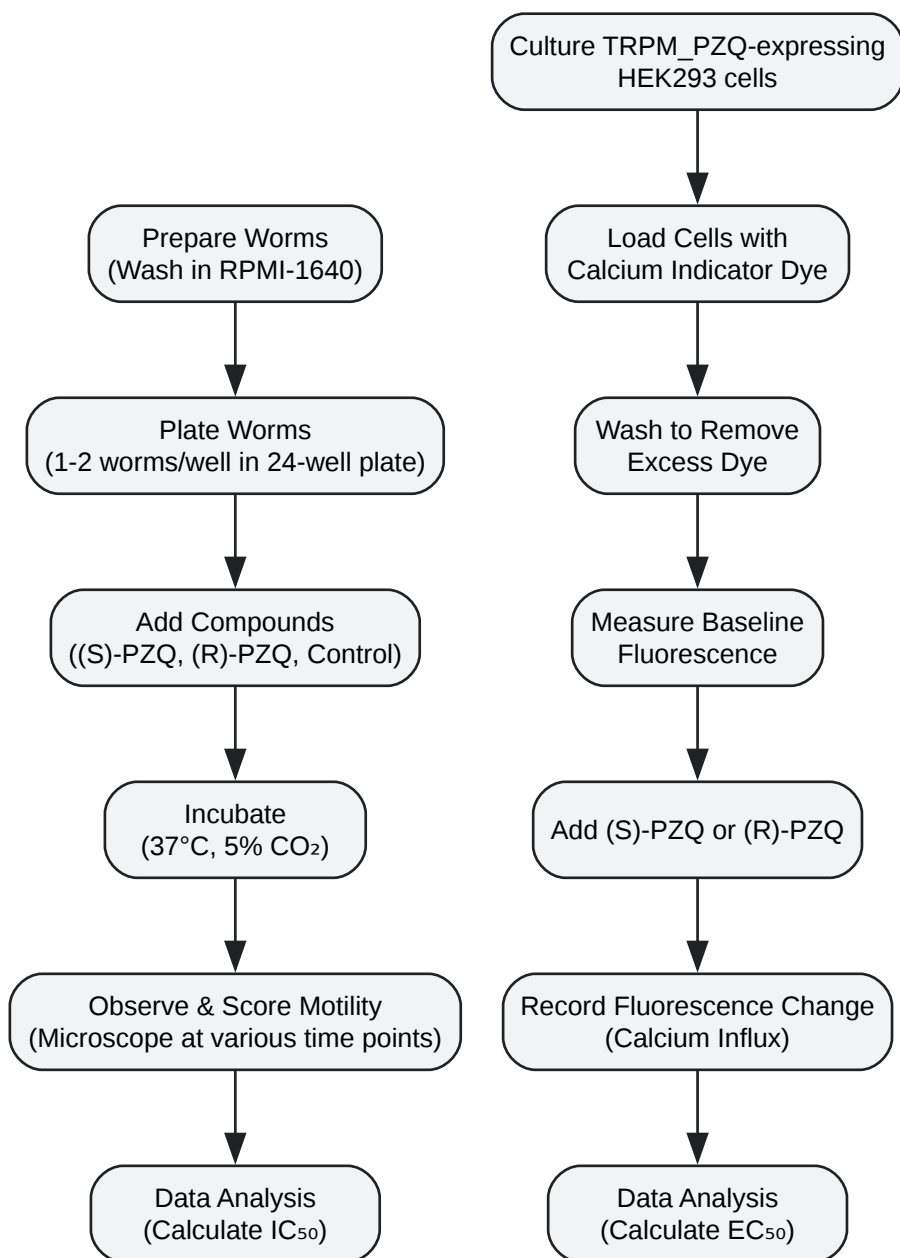 Prepare Worms
(Wash in RPMI-1640)
Plate Worms
(1-2 worms/well in 24-well plate)
Add Compounds
((S)-PZQ, (R)-PZQ, Control)
Incubate
(37°C, 5% CO₂)
Observe & Score Motility
(Microscope at various time points)
Data Analysis
(Calculate IC₅₀)
Culture TRPM_PZQ-expressing
HEK293 cells
Load Cells with
Calcium Indicator Dye
Wash to Remove
Excess Dye
Measure Baseline
Fluorescence
Add (S)-PZQ or (R)-PZQ
Record Fluorescence Change
(Calcium Influx)
Data Analysis
(Calculate EC₅₀)